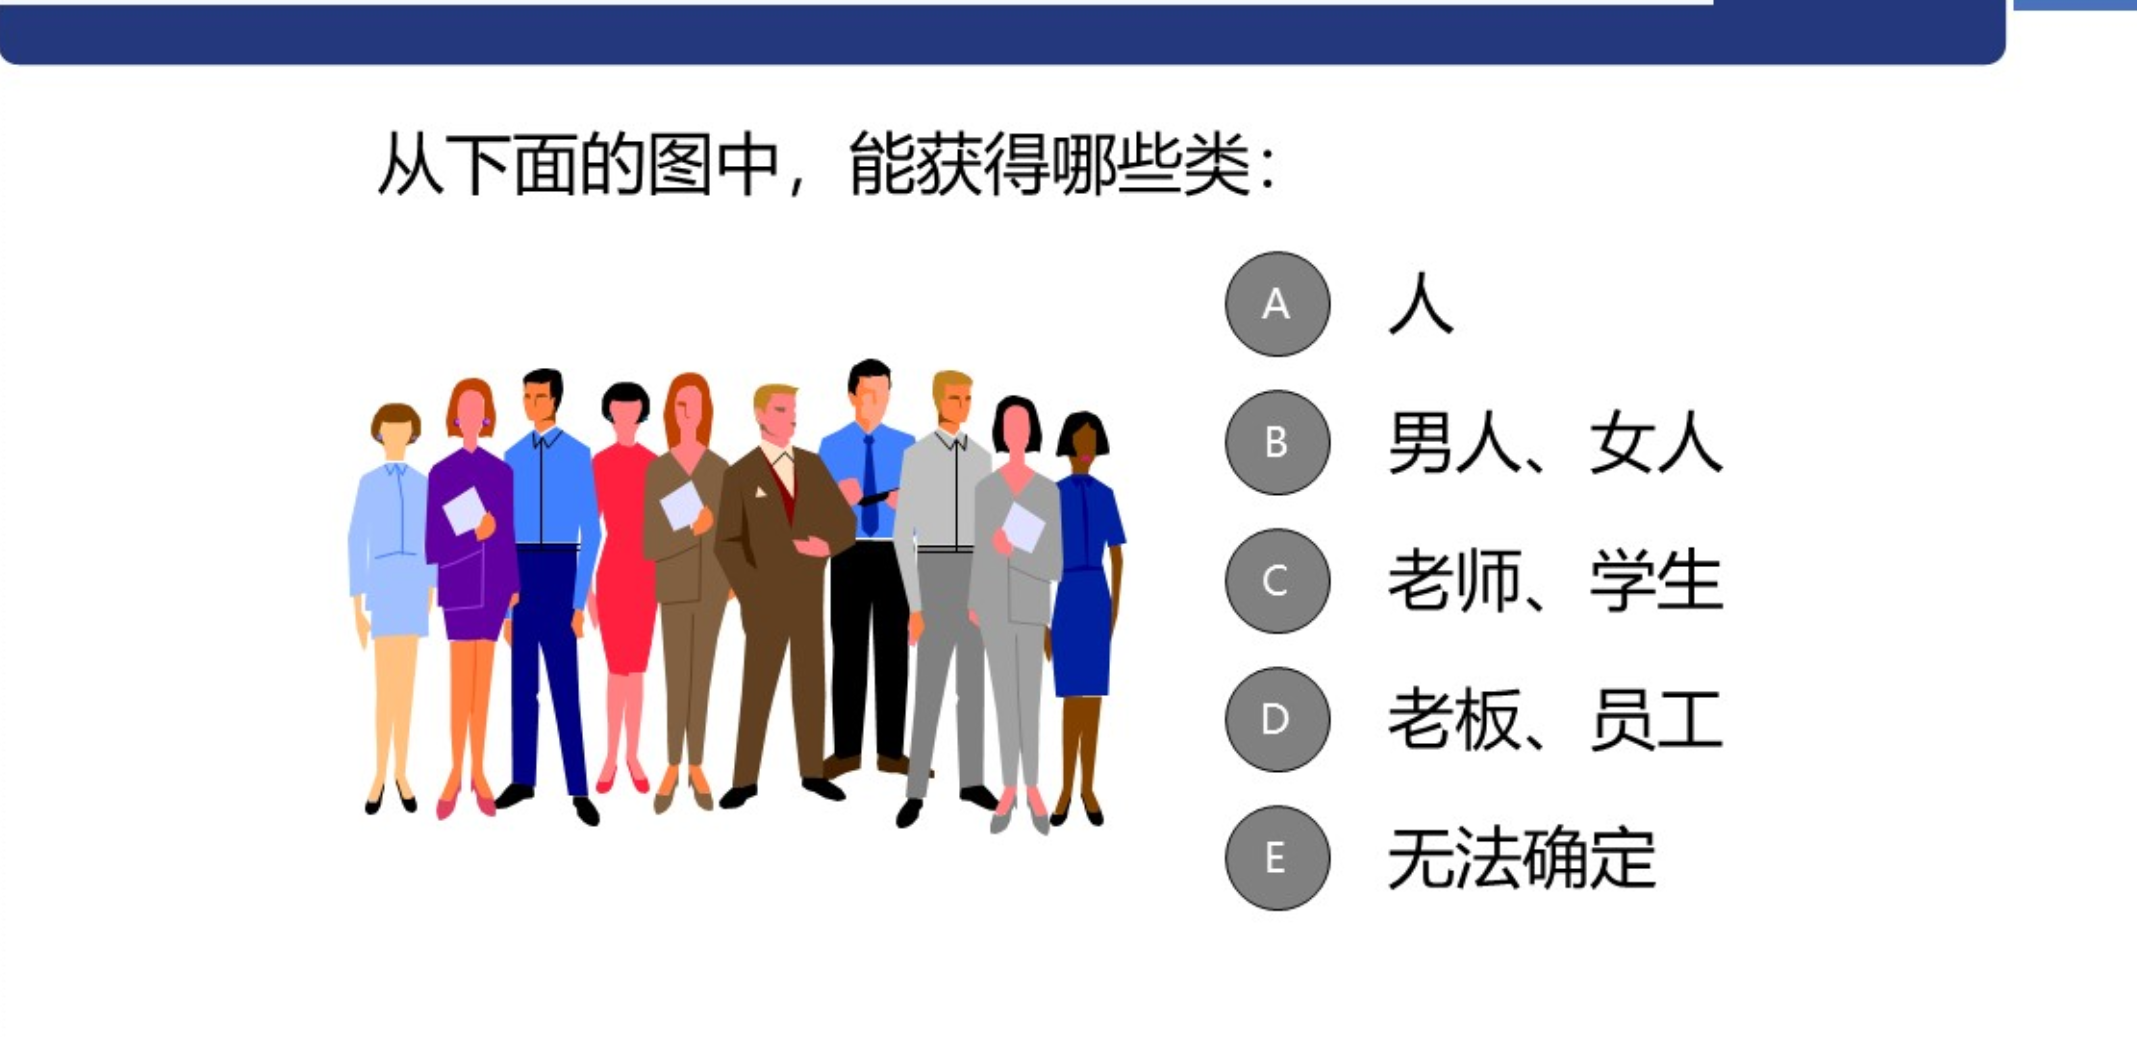 从下面的图中，能获得哪些类：
A 人
B 男人、女人
C 老师、学生
D 老板、员工
E 无法确定